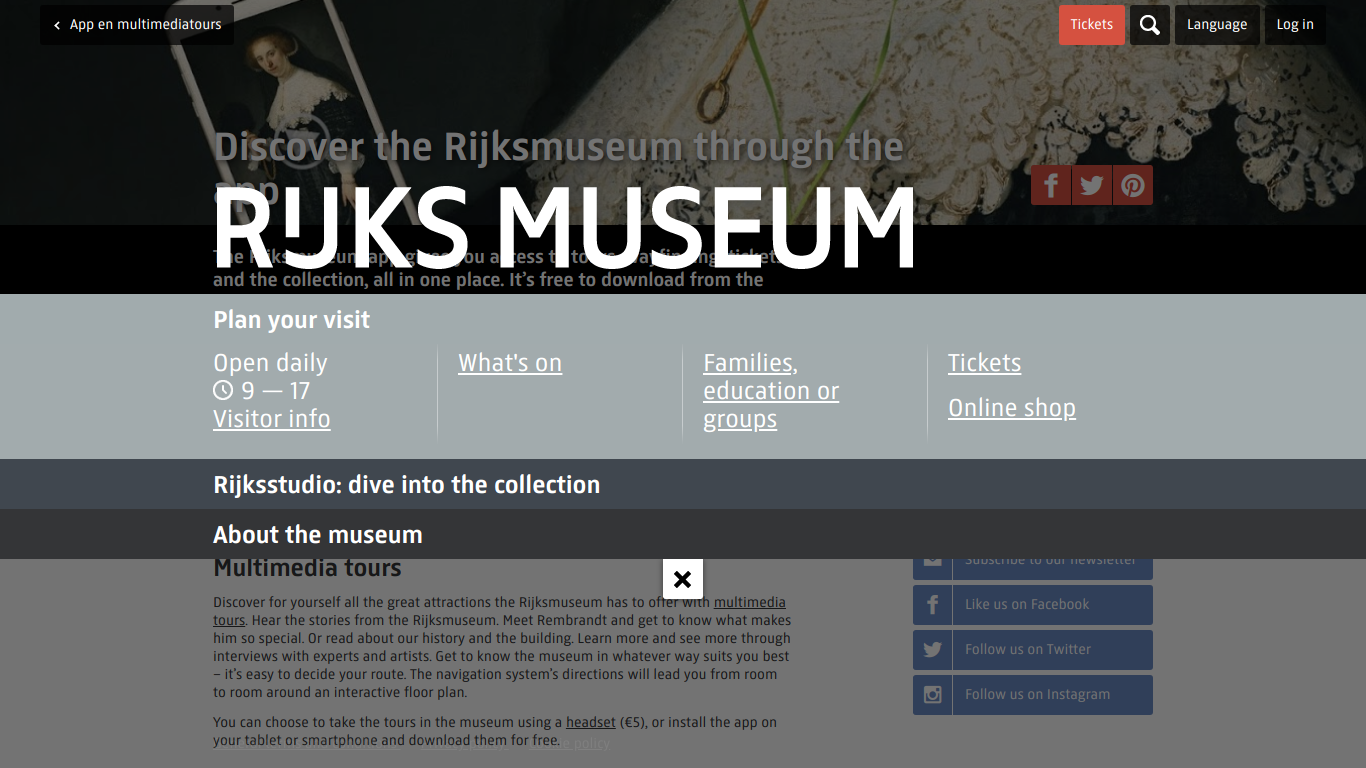 App en multimediatours
Tickets
Language
Log in
Discover the Rijksmuseum through the
app
RIJKS MUSEUM
The Rijksmuseum app gives you access to tours, wayfinding, tickets
and the collection, all in one place. It's free to download from the
Plan your visit
Open daily
9 — 17
Visitor info
What's on
Families,
education or
groups
Tickets
Online shop
Rijksstudio: dive into the collection
About the museum
Multimedia tours
Discover for yourself all the great attractions the Rijksmuseum has to offer with multimedia
tours. Hear the stories from the Rijksmuseum. Meet Rembrandt and get to know what makes
him so special. Or read about our history and the building. Learn more and see more through
interviews with experts and artists. Get to know the museum in whatever way suits you best
– it's easy to decide your route. The navigation system's directions will lead you from room
to room around an interactive floor plan.
You can choose to take the tours in the museum using a headset (€5), or install the app on
your tablet or smartphone and download them for free.
policy
Subscribe to our newsletter
Like us on Facebook
Follow us on Twitter
Follow us on Instagram